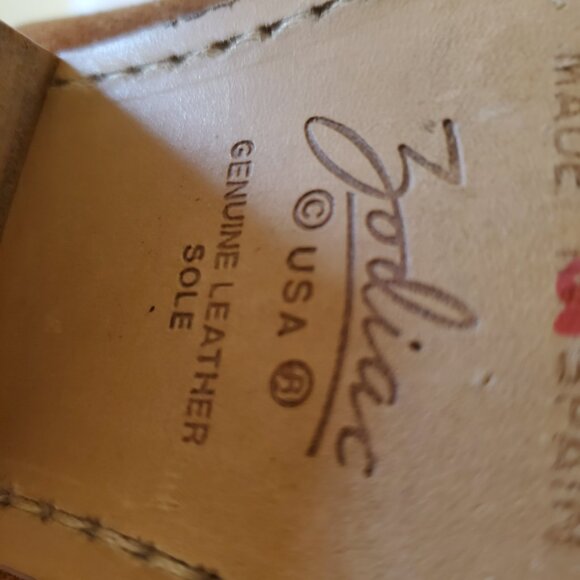 MADE IN SPAIN
Zodiac
© USA ®
GENUINE LEATHER
SOLE